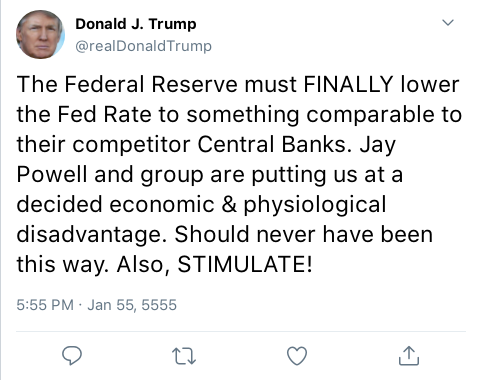 Donald J. Trump
@realDonaldTrump
The Federal Reserve must FINALLY lower
the Fed Rate to something comparable to
their competitor Central Banks. Jay
Powell and group are putting us at a
decided economic & physiological
disadvantage. Should never have been
this way. Also, STIMULATE!
5:55 PM · Jan 55, 5555